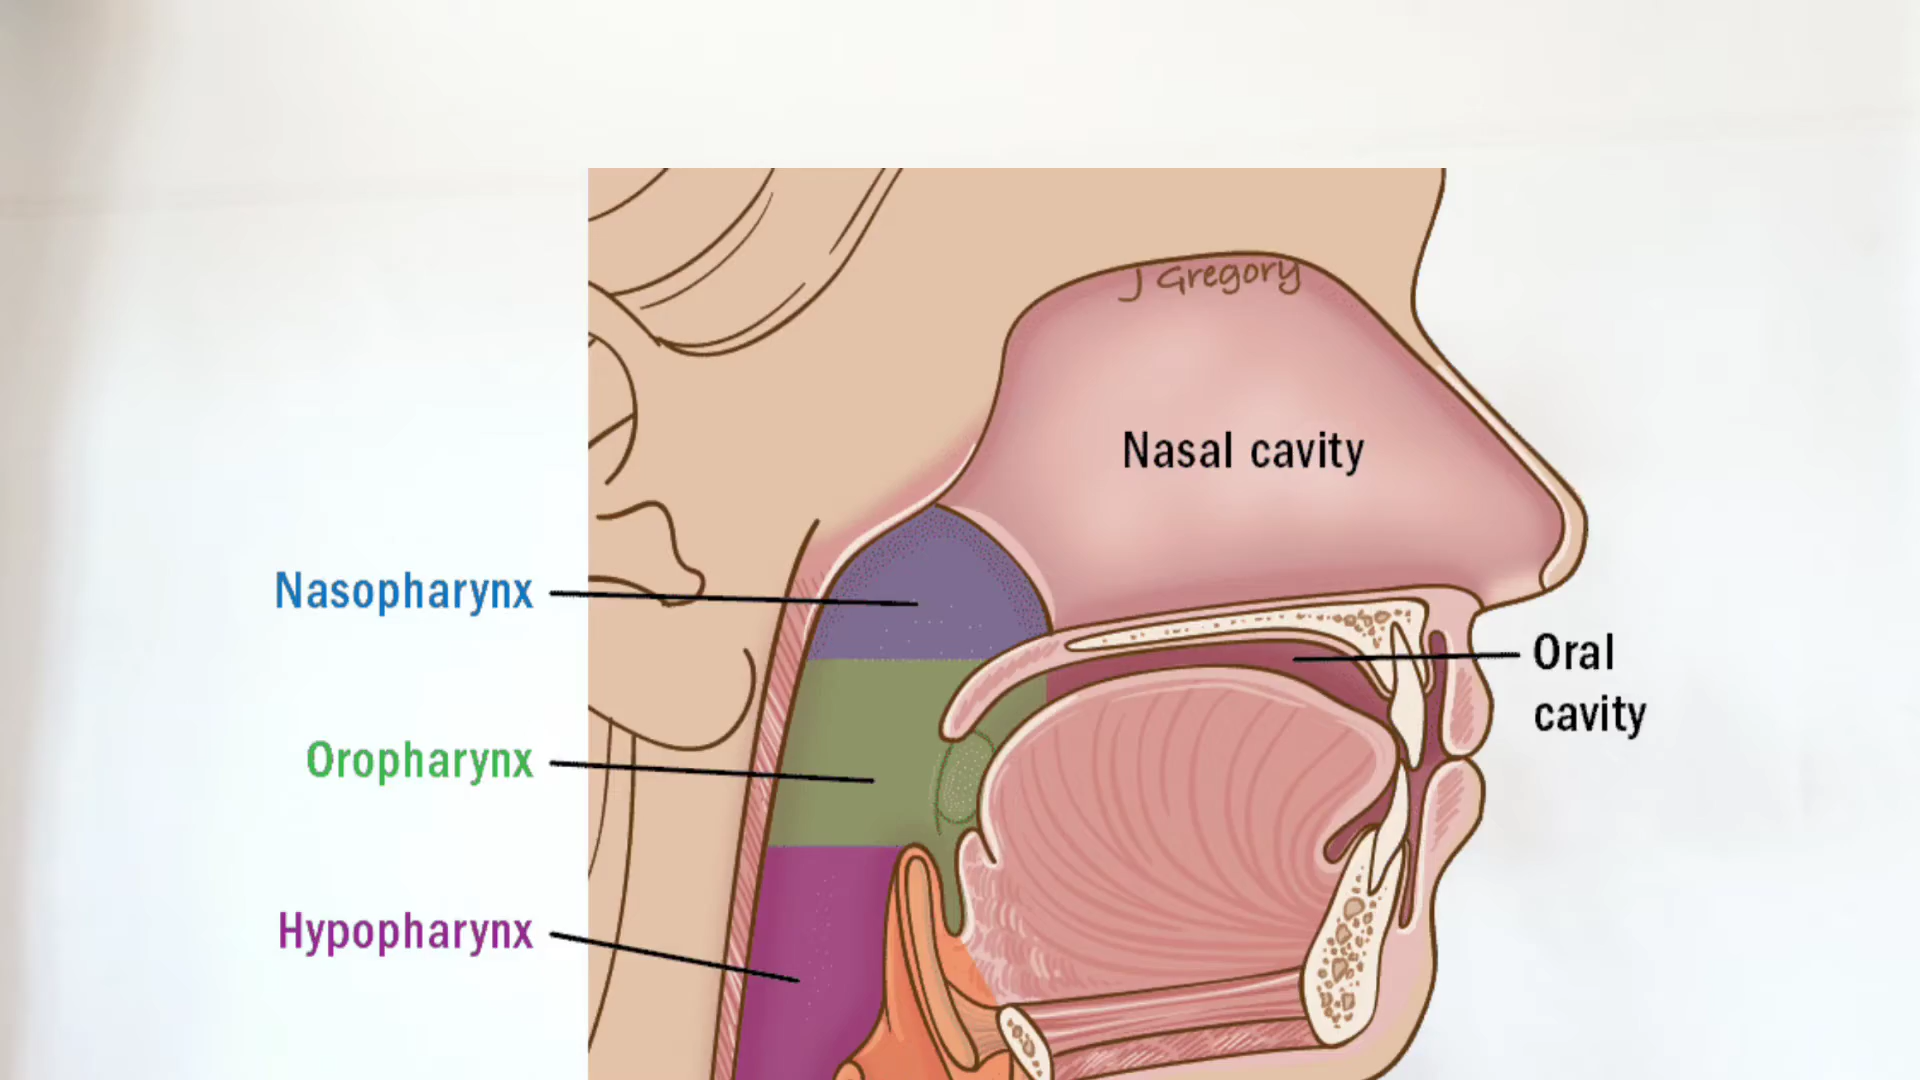 J Gregory
Nasal cavity
Nasopharynx
Oral
cavity
Oropharynx
Hypopharynx